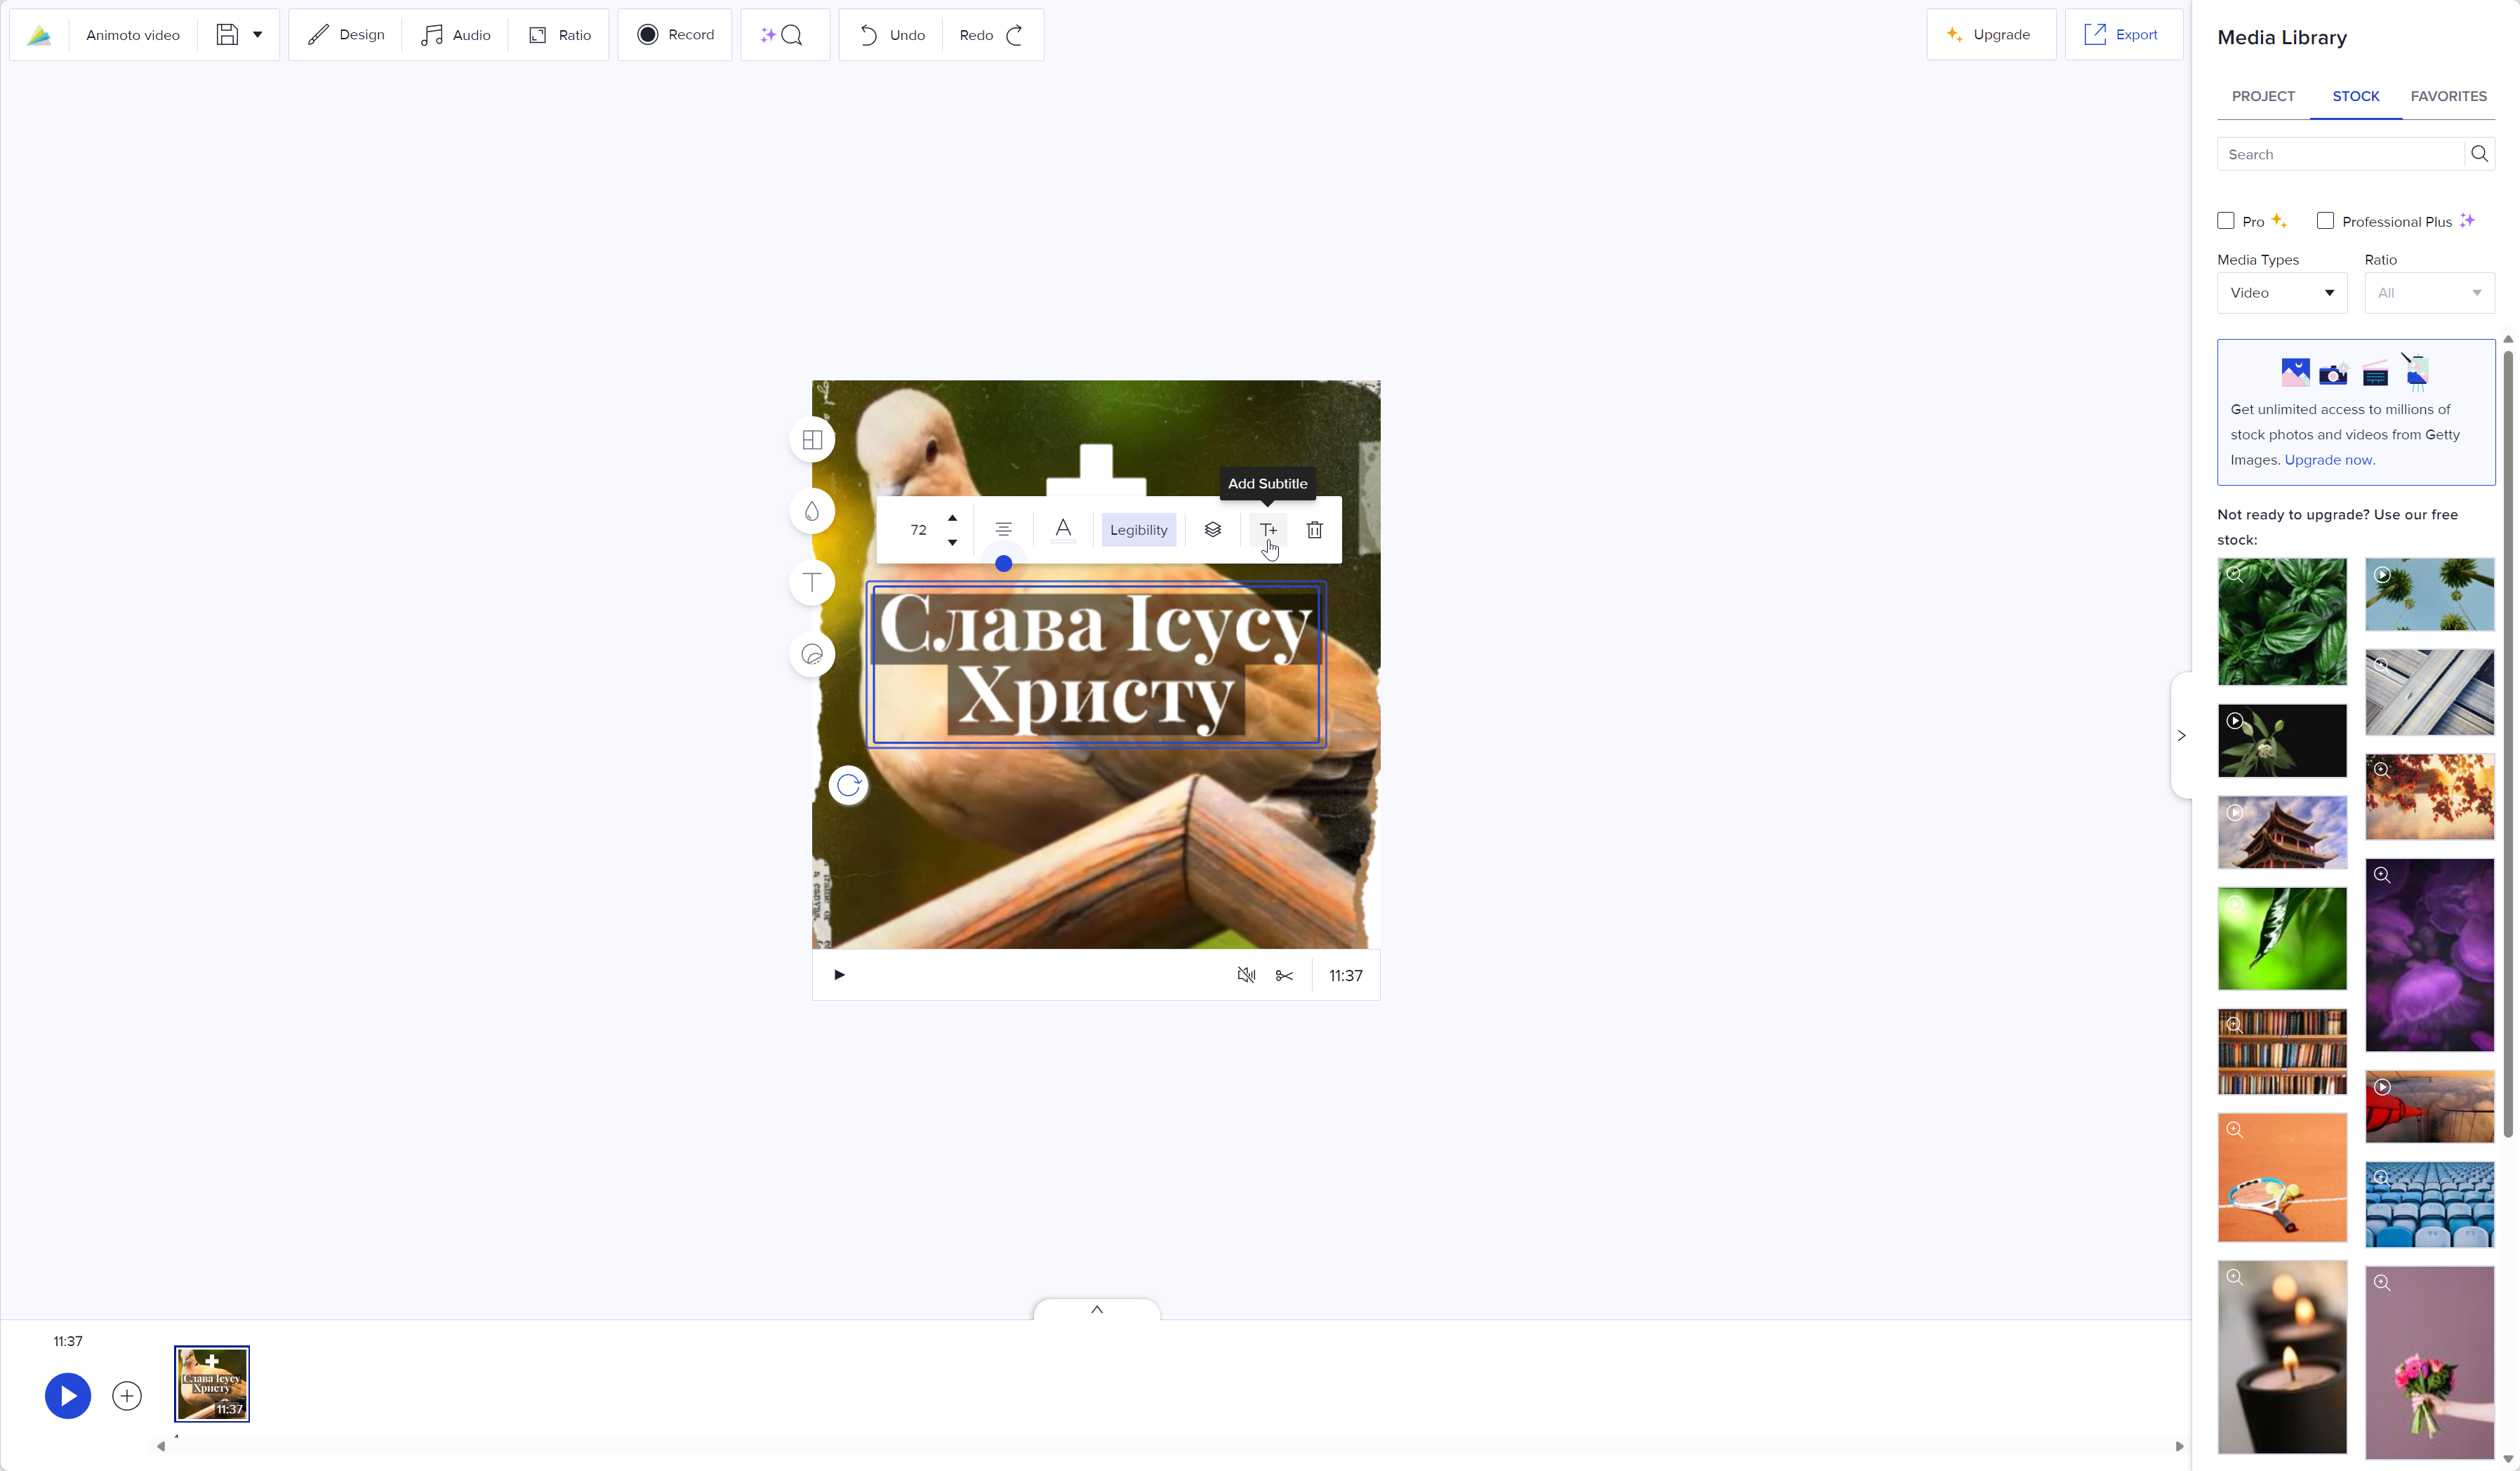 Animoto video
Design
Audio
Ratio
Record
Undo
Redo
Upgrade
Export
Media Library
PROJECT
STOCK
FAVORITES
Search
Pro
Professional Plus
Media Types
Ratio
Video
All
Get unlimited access to millions of
stock photos and videos from Getty
Images. Upgrade now.
Not ready to upgrade? Use our free
stock:
Add Subtitle
72
A
Legibility
T+
T
Слава Ісусу
Христу
11:37
11:37
Слава Ісусу
Христу
11:37